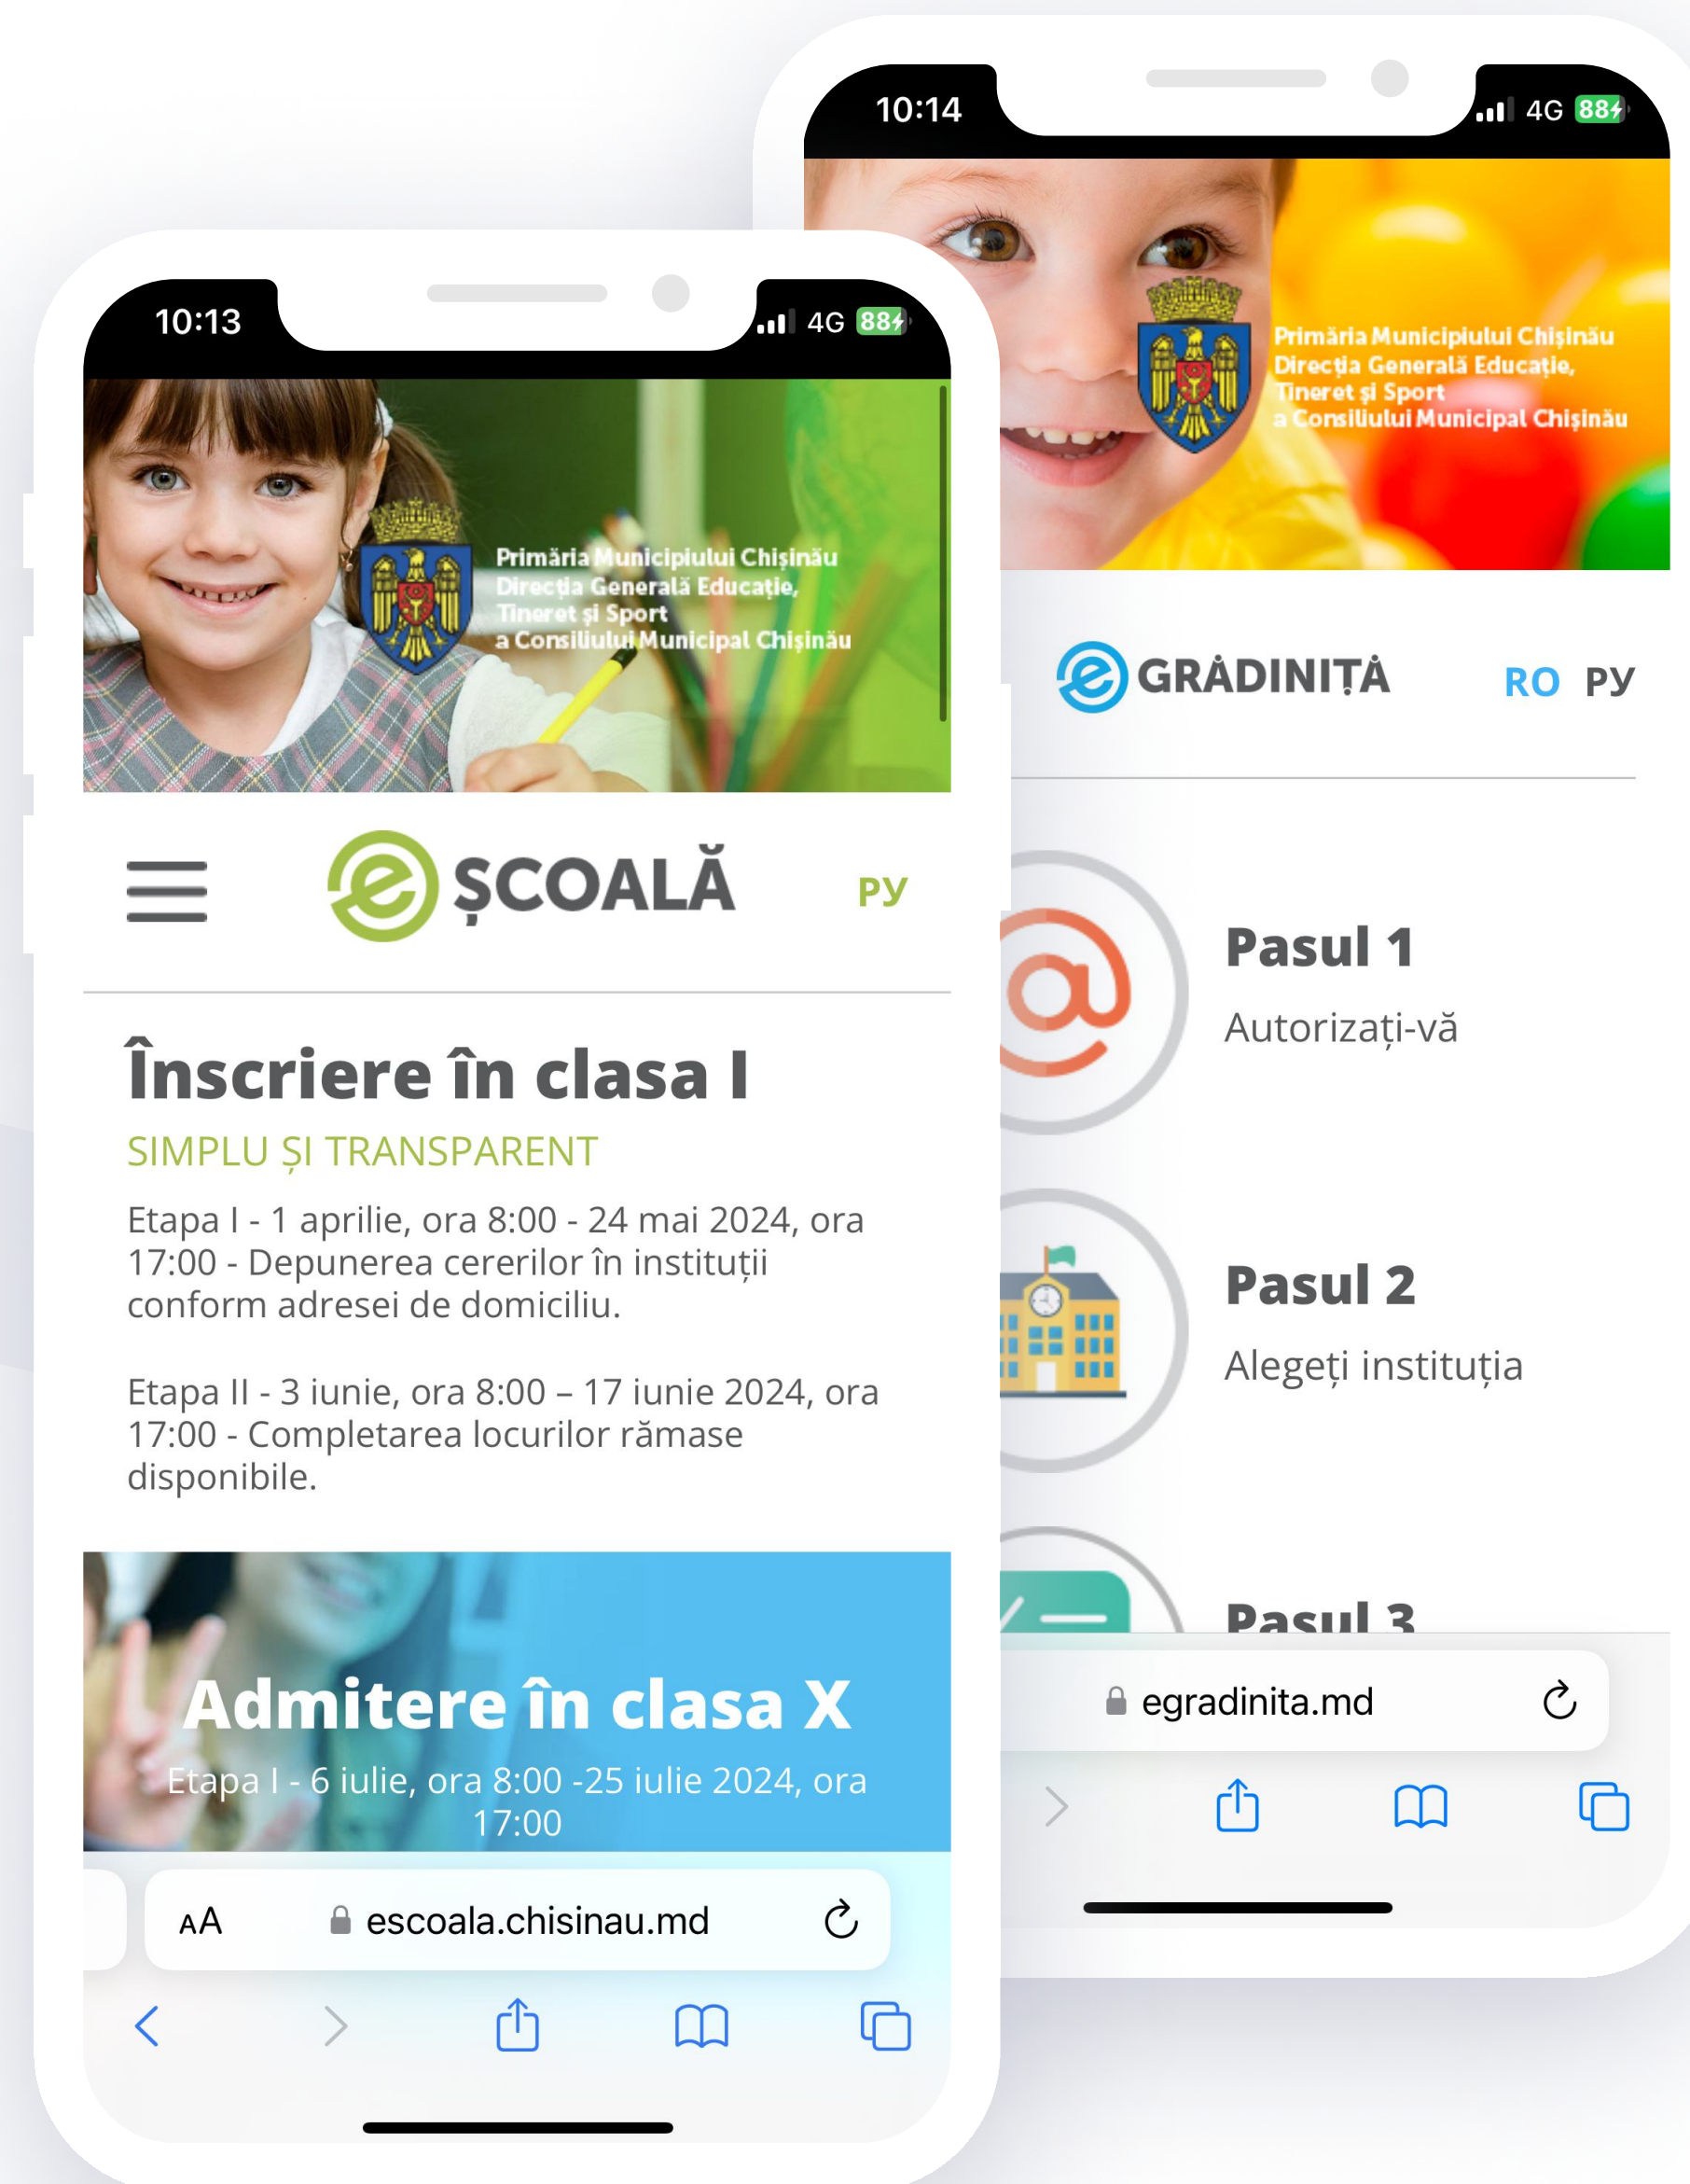 10:13
4G 88
Primăria Municipiului Chișinău
Direcția Generală Educație,
Tineret și Sport
a Consiliului Municipal Chișinău
e ȘCOALĂ
РУ
Înscriere în clasa I
SIMPLU ȘI TRANSPARENT
Etapa I - 1 aprilie, ora 8:00 - 24 mai 2024, ora
17:00 - Depunerea cererilor în instituții
conform adresei de domiciliu.
Etapa II - 3 iunie, ora 8:00 – 17 iunie 2024, ora
17:00 - Completarea locurilor rămase
disponibile.
Admitere în clasa X
Etapa I - 6 iulie, ora 8:00 -25 iulie 2024, ora
17:00
AA escoala.chisinau.md
10:14
4G 88
Primăria Municipiului Chișinău
Direcția Generală Educație,
Tineret și Sport
a Consiliului Municipal Chișinău
e GRĂDINIȚĂ
RO РУ
@
Pasul 1
Autorizați-vă
Pasul 2
Alegeți instituția
Pasul 3
egradinita.md